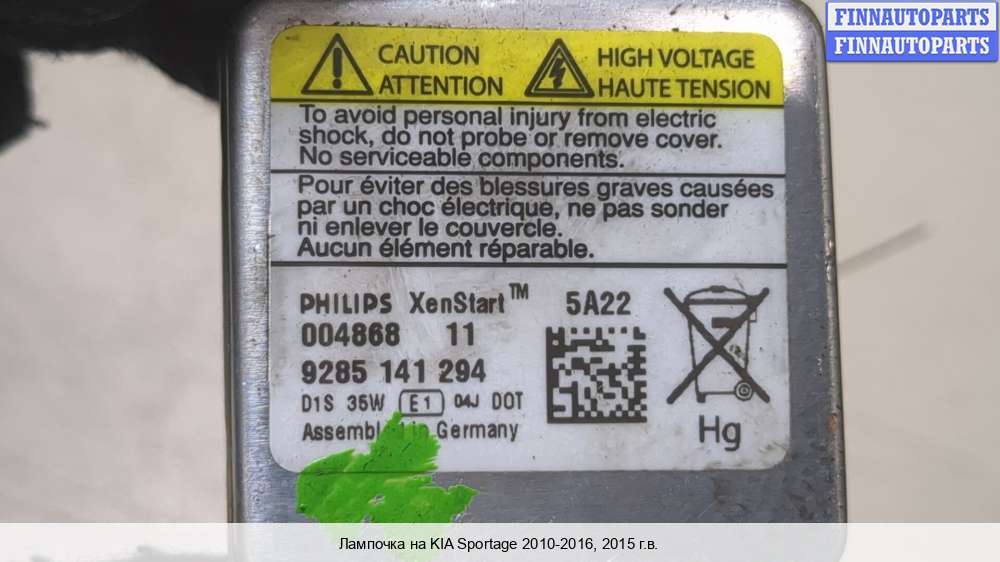 FINNAUTOPARTS
FINNAUTOPARTS
CAUTION
ATTENTION
HIGH VOLTAGE
HAUTE TENSION
To avoid personal injury from electric
shock, do not probe or remove cover.
No serviceable components.
Pour éviter des blessures graves causées
par un choc électrique, ne pas sonder
ni enlever le couvercle.
Aucun élément réparable.
PHILIPS XenStart™ 5A22
004868 11
9285 141 294
D1S 35W E1 04J DOT
Assembled in Germany
Hg
Лампочка на KIA Sportage 2010-2016, 2015 г.в.